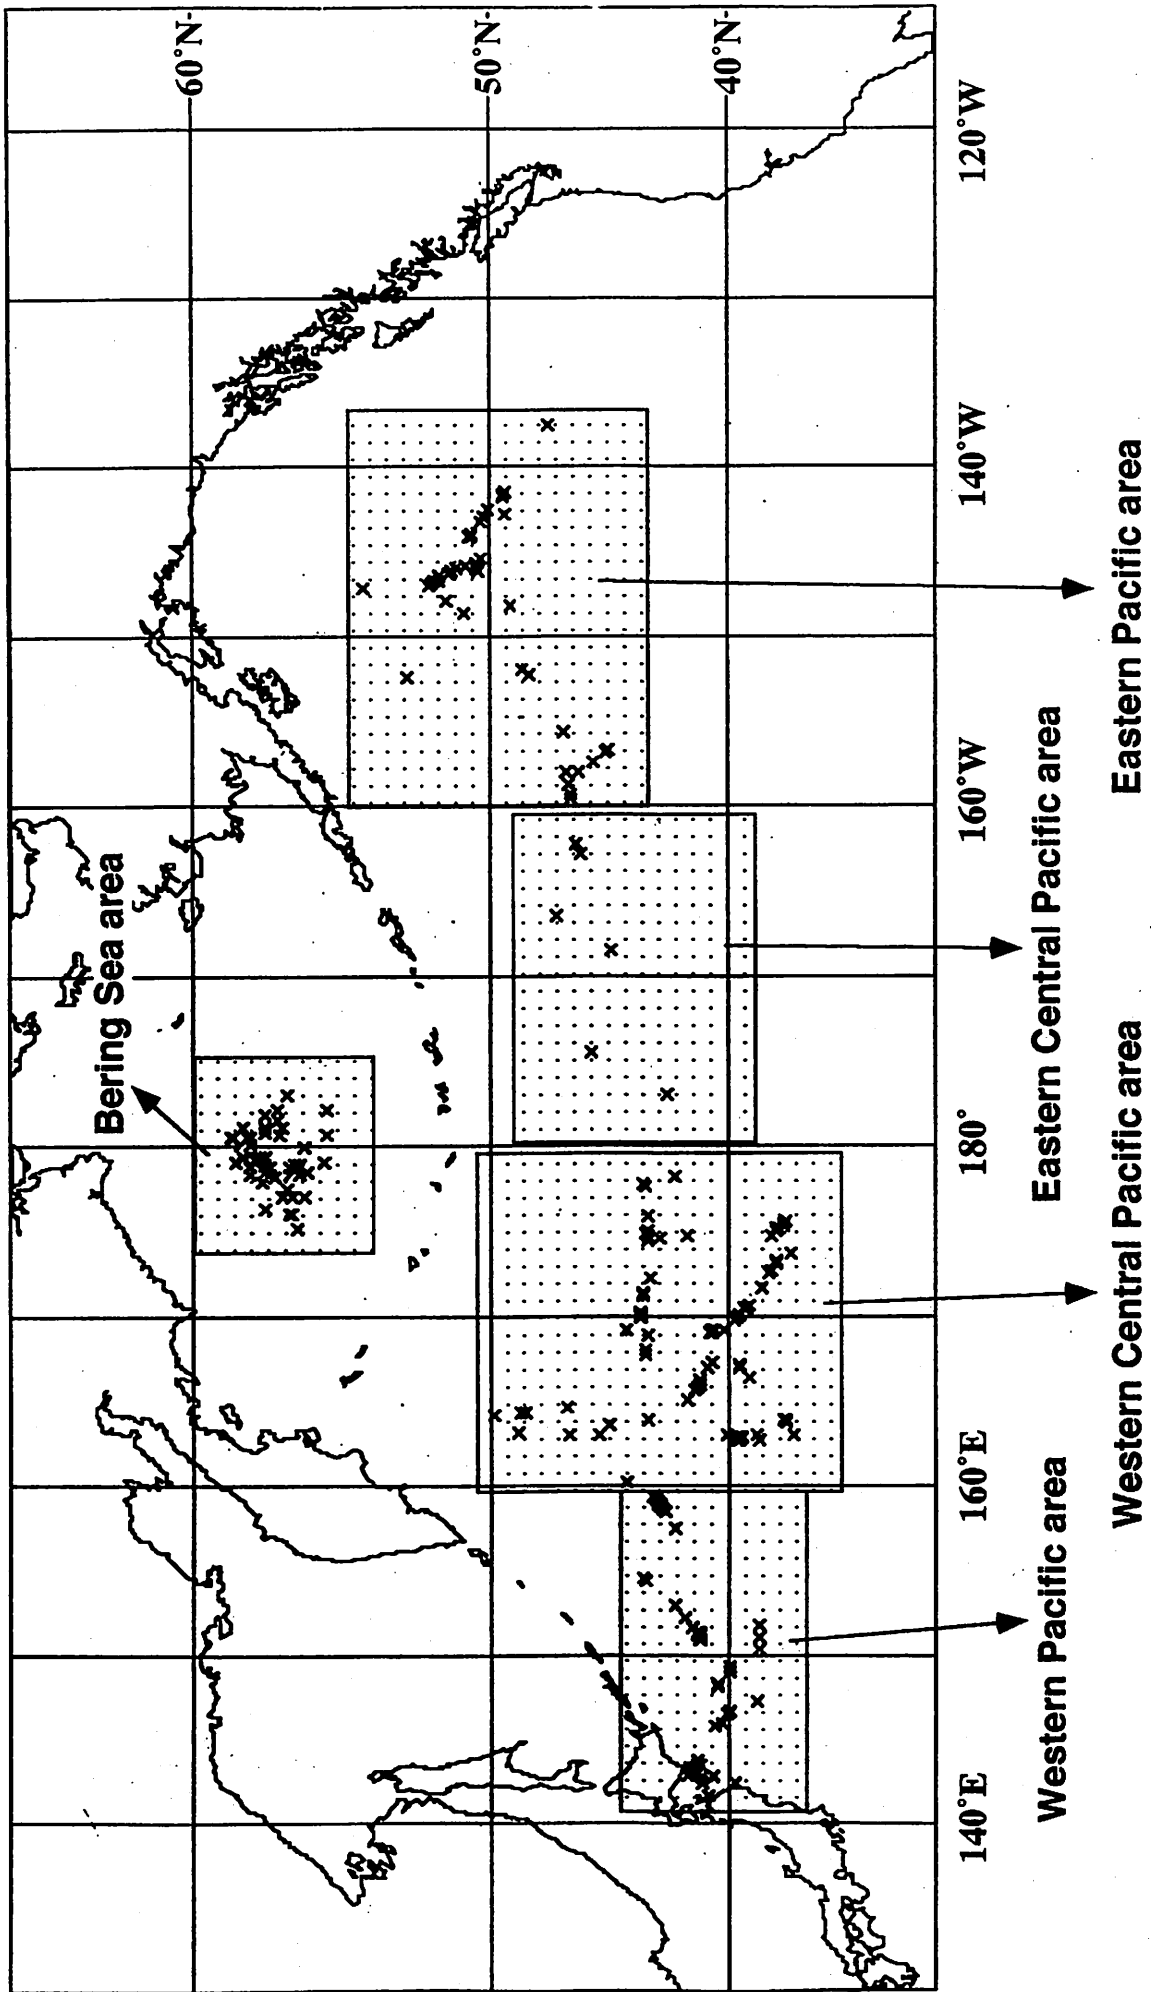 60°N
50°N
40°N
140°E
160°E
180°
160°W
140°W
120°W
Bering Sea area
Western Pacific area
Western Central Pacific area
Eastern Central Pacific area
Eastern Pacific area